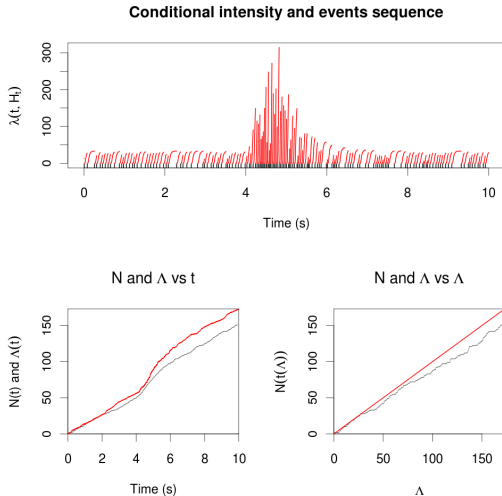 Conditional intensity and events sequence
λ(t, Hₜ)
300
200
100
0
0 2 4 6 8 10
Time (s)
N and Λ vs t
N(t) and Λ(t)
150
100
50
0
0 2 4 6 8 10
Time (s)
N and Λ vs Λ
N(t(Λ))
150
100
50
0
0 50 100 150
Λ